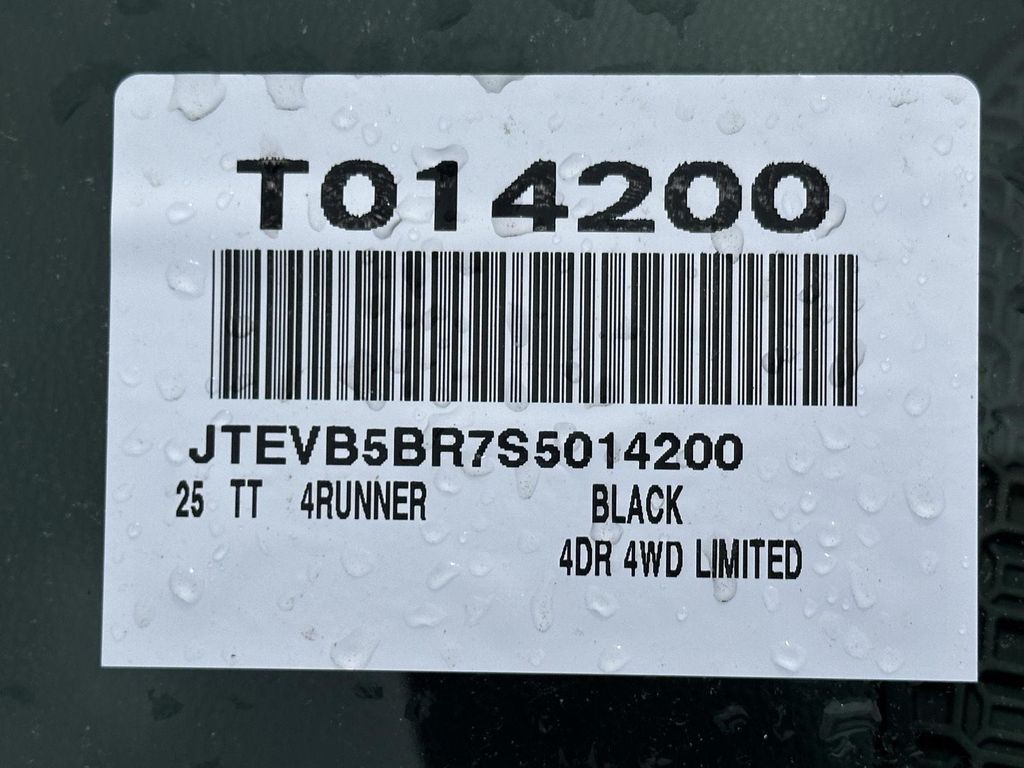 T014200
JTEVB5BR7S5014200
25 TT 4RUNNER BLACK
4DR 4WD LIMITED